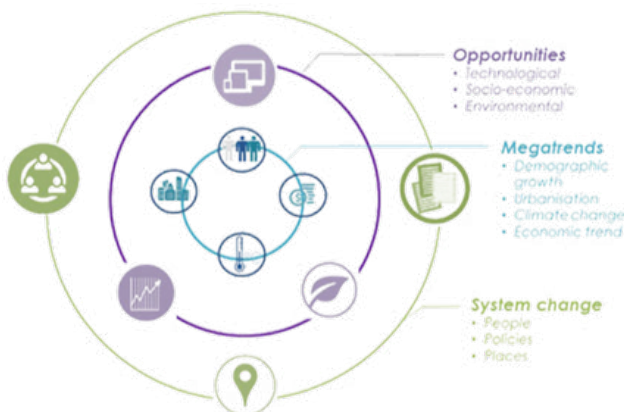 Opportunities
• Technological
• Socio-economic
• Environmental
Megatrends
• Demographic
growth
• Urbanisation
• Climate change
• Economic trend
System change
• People
• Policies
• Places